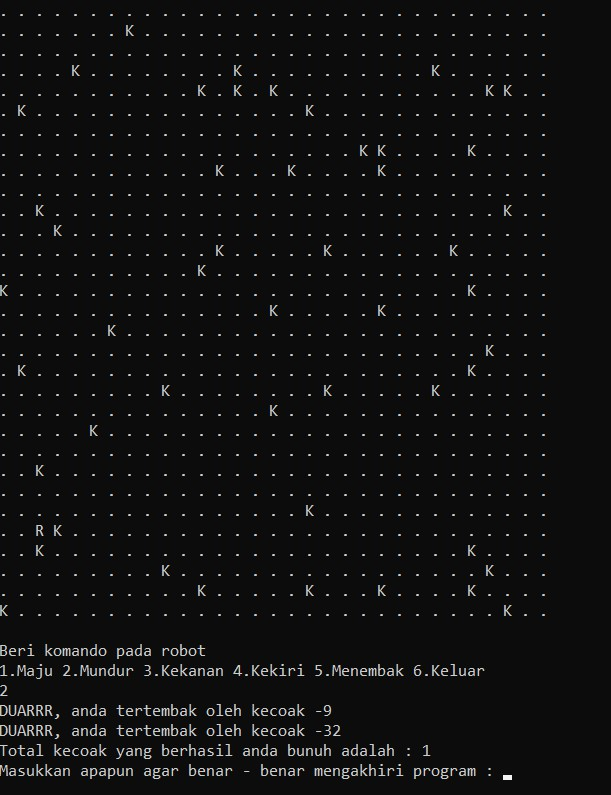 . . . . . . . . . . . . . . . . . . . . . . . . . . . . . . .
. . . . . . . K . . . . . . . . . . . . . . . . . . . . . . .
. . . . . . . . . . . . . . . . . . . . . . . . . . . . . . .
. . . . K . . . . . . . . K . . . . . . . . . . K . . . . . .
. . . . . . . . . . . K . K . K . . . . . . . . . . . K K . .
. K . . . . . . . . . . . . . . . K . . . . . . . . . . . . .
. . . . . . . . . . . . . . . . . . . . . . . . . . . . . . .
. . . . . . . . . . . . . . . . . . . . K K . . . . K . . . .
. . . . . . . . . . . . K . . . K . . . . K . . . . . . . . .
. . . . . . . . . . . . . . . . . . . . . . . . . . . . . . .
. . K . . . . . . . . . . . . . . . . . . . . . . . . . K . .
. . . K . . . . . . . . . . . . . . . . . . . . . . . . . . .
. . . . . . . . . . . . K . . . . . K . . . . . . K . . . . .
. . . . . . . . . . . K . . . . . . . . . . . . . . . . . . .
K . . . . . . . . . . . . . . . . . . . . . . . . . K . . . .
. . . . . . . . . . . . . . . K . . . . . K . . . . . . . . .
. . . . . . K . . . . . . . . . . . . . . . . . . . . . . . .
. . . . . . . . . . . . . . . . . . . . . . . . . . . K . . .
. K . . . . . . . . . . . . . . . . . . . . . . . . K . . . .
. . . . . . . . . K . . . . . . . . K . . . . . K . . . . . .
. . . . . . . . . . . . . . . K . . . . . . . . . . . . . . .
. . . . . K . . . . . . . . . . . . . . . . . . . . . . . . .
. . . . . . . . . . . . . . . . . . . . . . . . . . . . . . .
. . K . . . . . . . . . . . . . . . . . . . . . . . . . . . .
. . . . . . . . . . . . . . . . . . . . . . . . . . . . . . .
. . . . . . . . . . . . . . . . . K . . . . . . . . . . . . .
. . R K . . . . . . . . . . . . . . . . . . . . . . . . . . .
. . K . . . . . . . . . . . . . . . . . . . . . . . K . . . .
. . . . . . . . . K . . . . . . . . . . . . . . . . . K . . .
. . . . . . . . . . . K . . . . . K . . . K . . . . K . . . .
K . . . . . . . . . . . . . . . . . . . . . . . . . . . K . .
Beri komando pada robot
1.Maju 2.Mundur 3.Kekanan 4.Kekiri 5.Menembak 6.Keluar
2
DUARRR, anda tertembak oleh kecoak -9
DUARRR, anda tertembak oleh kecoak -32
Total kecoak yang berhasil anda bunuh adalah : 1
Masukkan apapun agar benar - benar mengakhiri program :